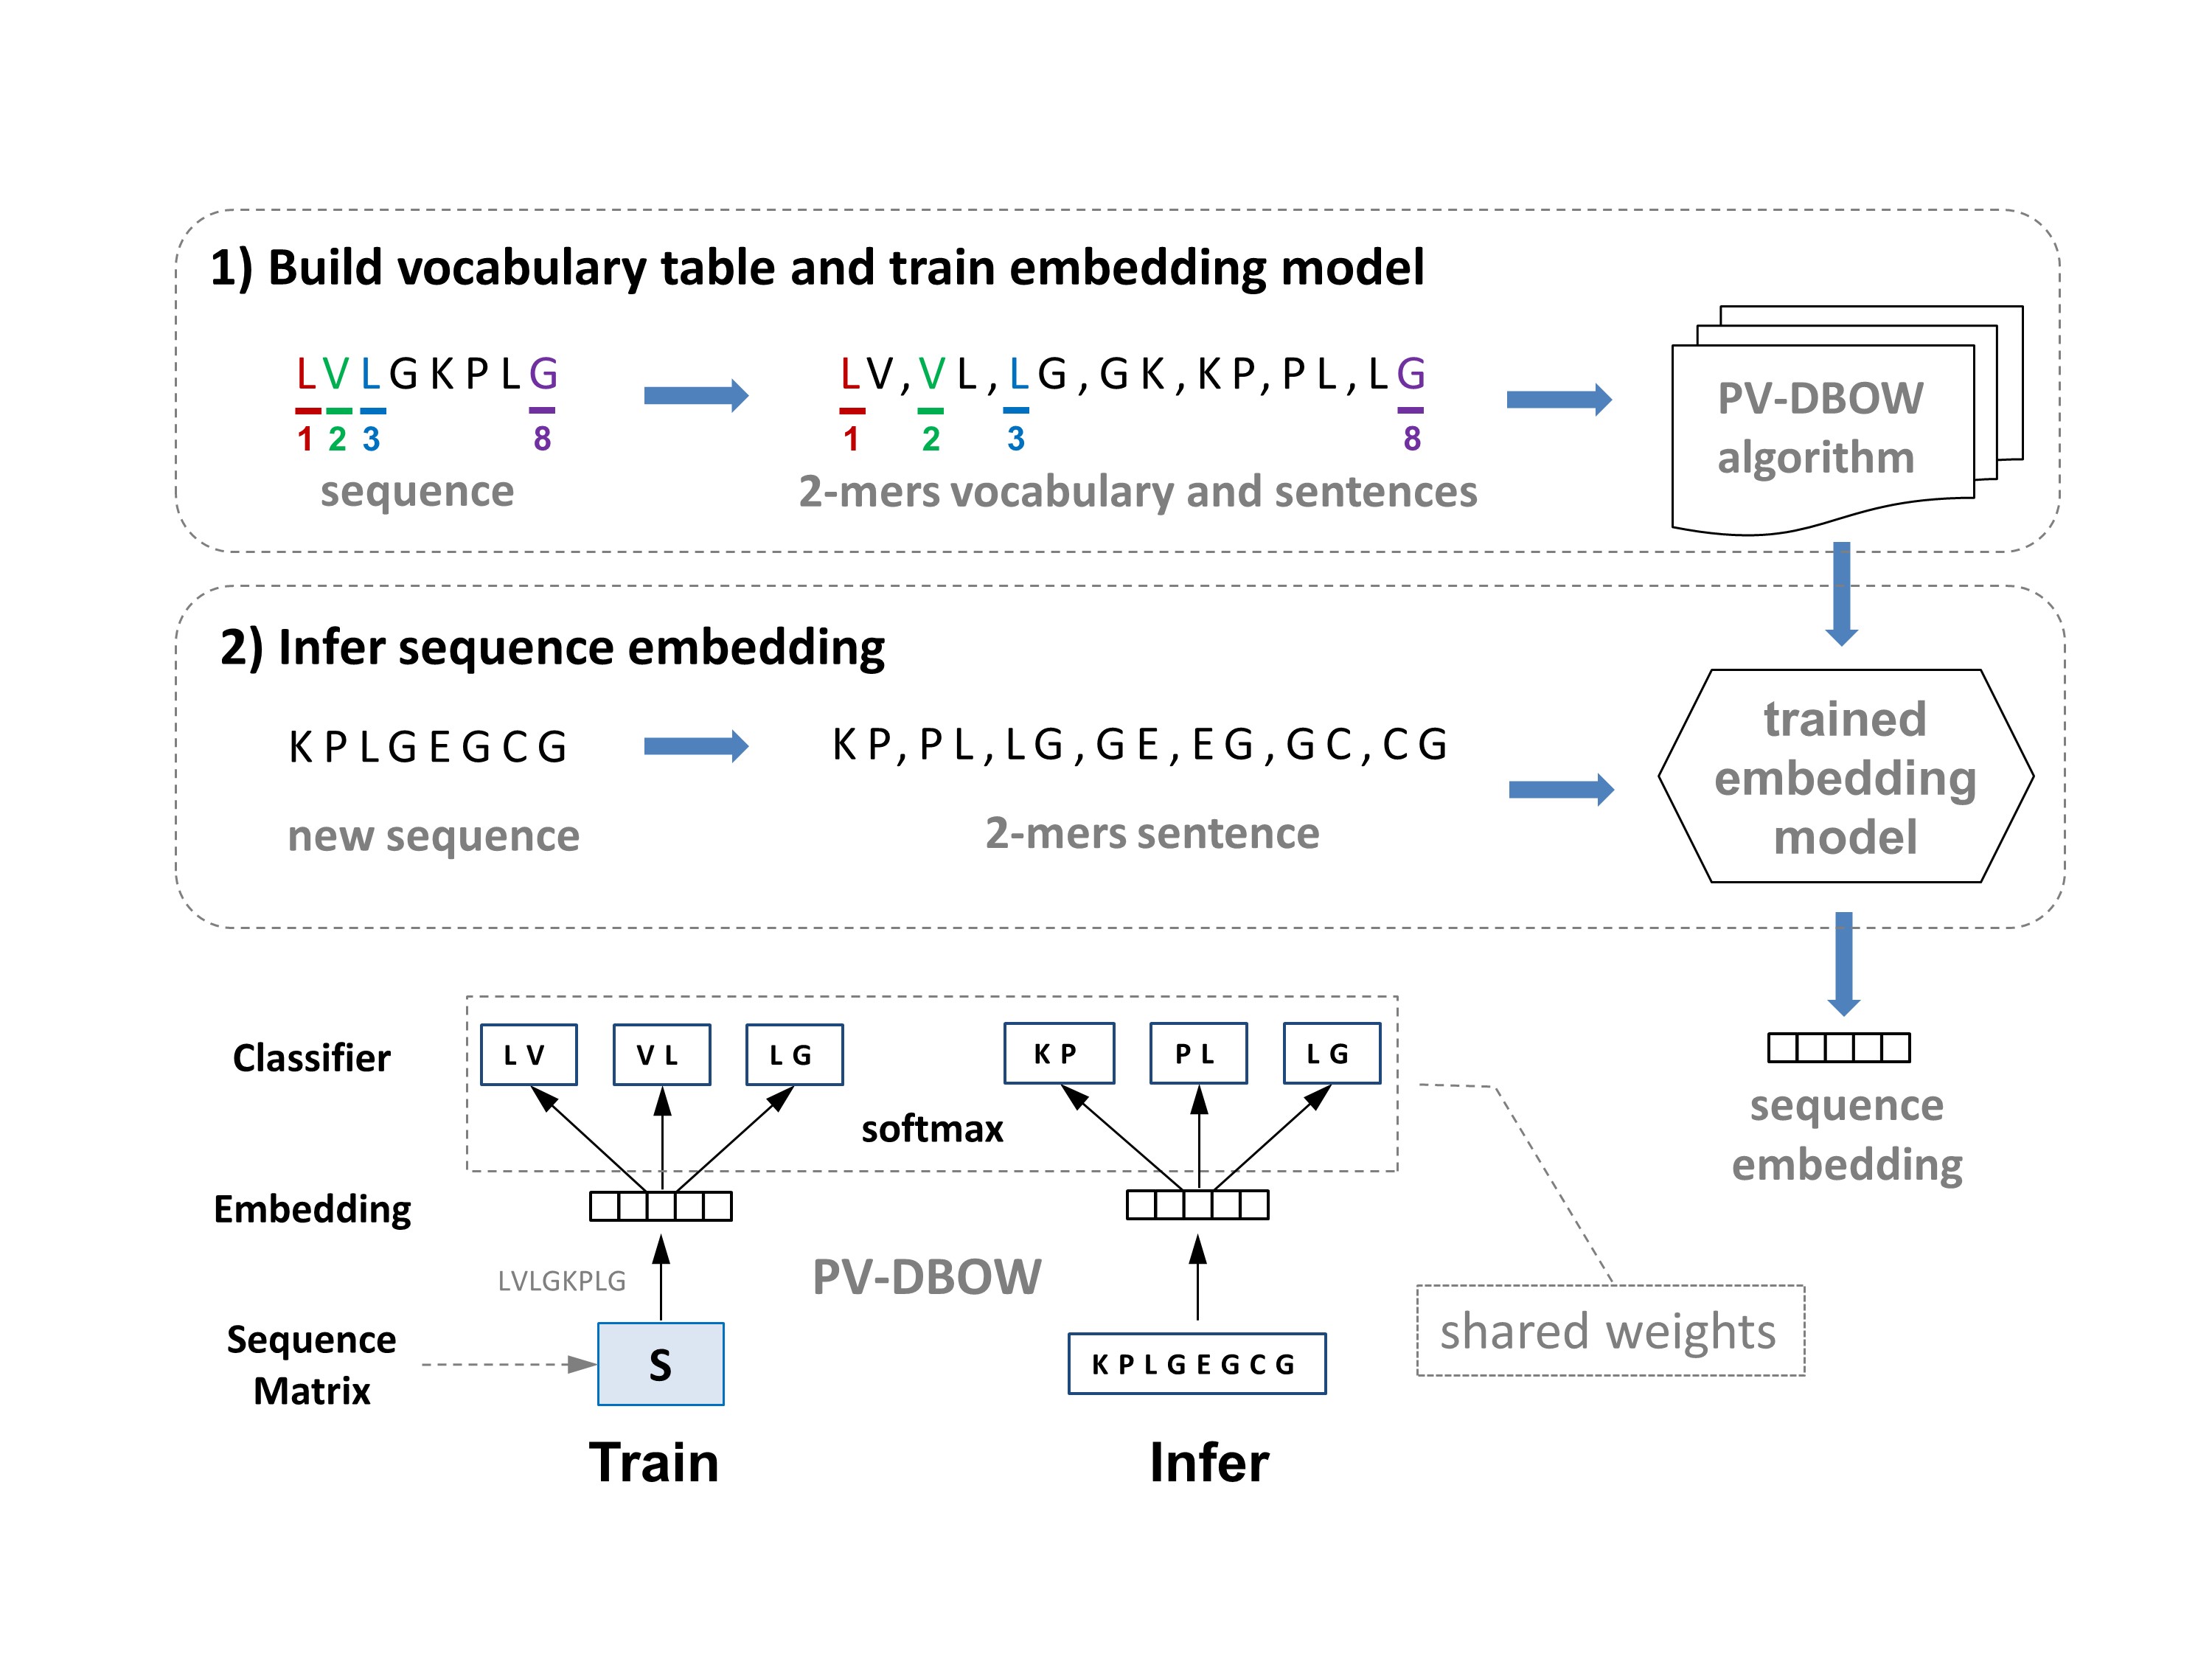 1) Build vocabulary table and train embedding model
L V L G K P L G
1 2 3 8
sequence
L V , V L , L G , G K , K P , P L , L G
1 2 3 8
2-mers vocabulary and sentences
PV-DBOW
algorithm
2) Infer sequence embedding
K P L G E G C G
new sequence
K P , P L , L G , G E , E G , G C , C G
2-mers sentence
trained
embedding
model
Classifier
L V
V L
L G
K P
P L
L G
softmax
sequence
embedding
Embedding
LVLGKPLG
PV-DBOW
shared weights
Sequence
Matrix
S
K P L G E G C G
Train
Infer